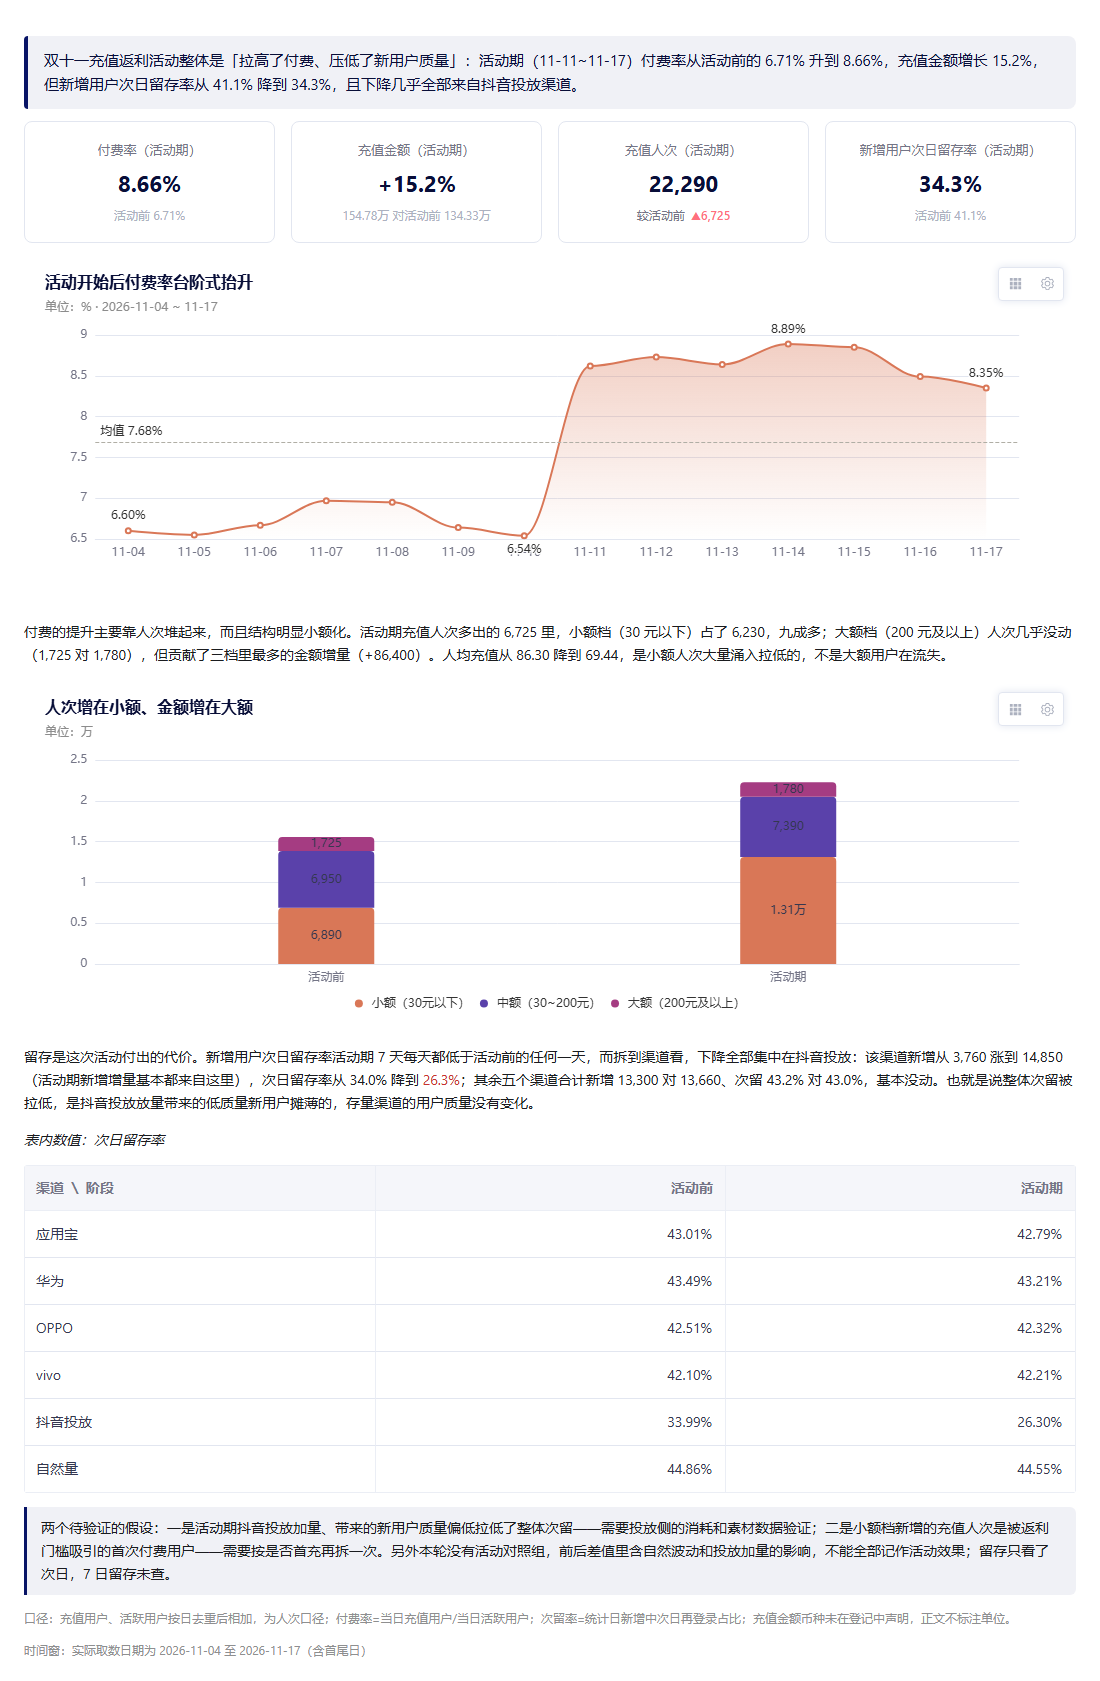 双十一充值返利活动整体是「拉高了付费、压低了新用户质量」：活动期（11-11~11-17）付费率从活动前的 6.71% 升到 8.66%，充值金额增长 15.2%，
但新增用户次日留存率从 41.1% 降到 34.3%，且下降几乎全部来自抖音投放渠道。
付费率（活动期）
8.66%
活动前 6.71%
充值金额（活动期）
+15.2%
154.78万 对活动前 134.33万
充值人次（活动期）
22,290
较活动前 ▲6,725
新增用户次日留存率（活动期）
34.3%
活动前 41.1%
活动开始后付费率台阶式抬升
单位：% · 2026-11-04 ~ 11-17
9
8.5
8
7.5
7
6.5
均值 7.68%
6.60%
6.54%
8.89%
8.35%
11-04
11-05
11-06
11-07
11-08
11-09
11-11
11-12
11-13
11-14
11-15
11-16
11-17
付费的提升主要靠人次堆起来，而且结构明显小额化。活动期充值人次多出的 6,725 里，小额档（30 元以下）占了 6,230，九成多；大额档（200 元及以上）人次几乎没动
（1,725 对 1,780），但贡献了三档里最多的金额增量（+86,400）。人均充值从 86.30 降到 69.44，是小额人次大量涌入拉低的，不是大额用户在流失。
人次增在小额、金额增在大额
单位：万
2.5
2
1.5
1
0.5
0
1,725
6,950
6,890
1,780
7,390
1.31万
活动前
活动期
小额（30元以下）
中额（30~200元）
大额（200元及以上）
留存是这次活动付出的代价。新增用户次日留存率活动期 7 天每天都低于活动前的任何一天，而拆到渠道看，下降全部集中在抖音投放：该渠道新增从 3,760 涨到 14,850
（活动期新增增量基本都来自这里），次日留存率从 34.0% 降到 26.3%；其余五个渠道合计新增 13,300 对 13,660、次留 43.2% 对 43.0%，基本没动。也就是说整体次留被
拉低，是抖音投放放量带来的低质量新用户摊薄的，存量渠道的用户质量没有变化。
表内数值：次日留存率
渠道 \ 阶段 活动前 活动期
应用宝 43.01% 42.79%
华为 43.49% 43.21%
OPPO 42.51% 42.32%
vivo 42.10% 42.21%
抖音投放 33.99% 26.30%
自然量 44.86% 44.55%
两个待验证的假设：一是活动期抖音投放加量、带来的新用户质量偏低拉低了整体次留——需要投放侧的消耗和素材数据验证；二是小额档新增的充值人次是被返利
门槛吸引的首次付费用户——需要按是否首充再拆一次。另外本轮没有活动对照组，前后差值里含自然波动和投放加量的影响，不能全部记作活动效果；留存只看了
次日，7 日留存未查。
口径：充值用户、活跃用户按日去重后相加，为人次口径；付费率=当日充值用户/当日活跃用户；次留率=统计日新增中次日再登录占比；充值金额币种未在登记中声明，正文不标注单位。
时间窗：实际取数日期为 2026-11-04 至 2026-11-17（含首尾日）